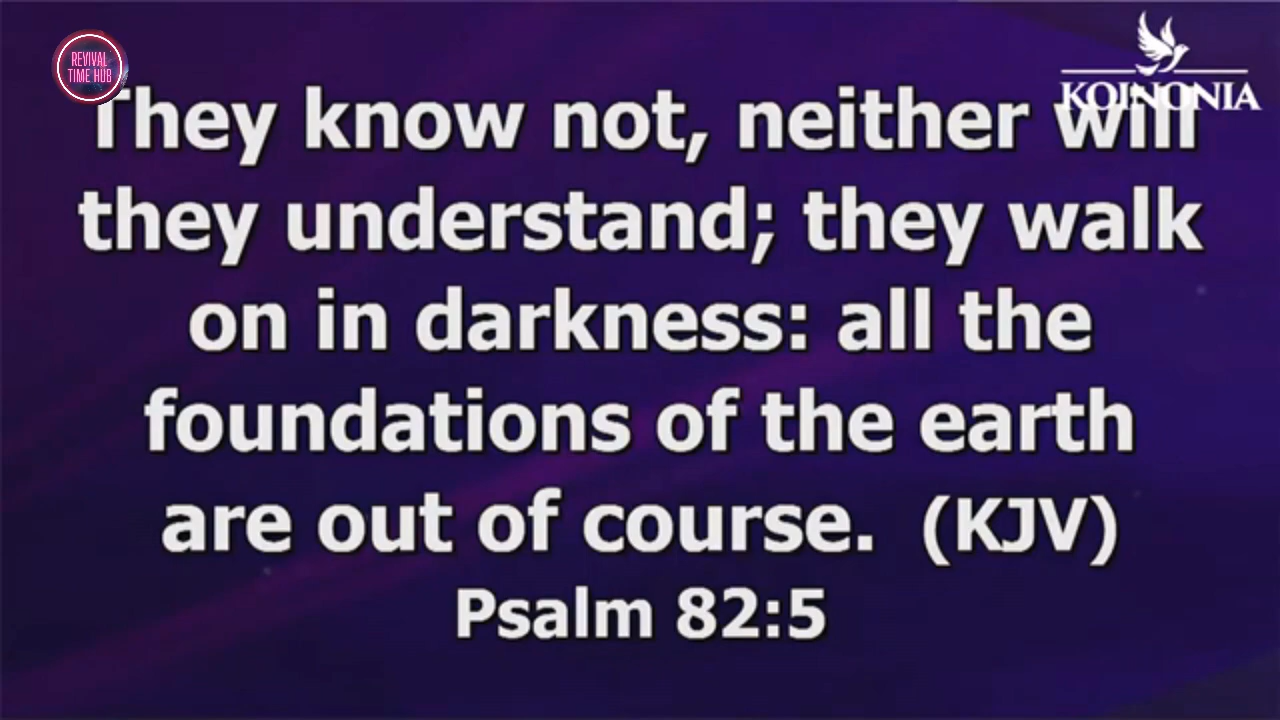 REVIVAL
TIME HUB
KOINONIA
They know not, neither will
they understand; they walk
on in darkness: all the
foundations of the earth
are out of course. (KJV)
Psalm 82:5